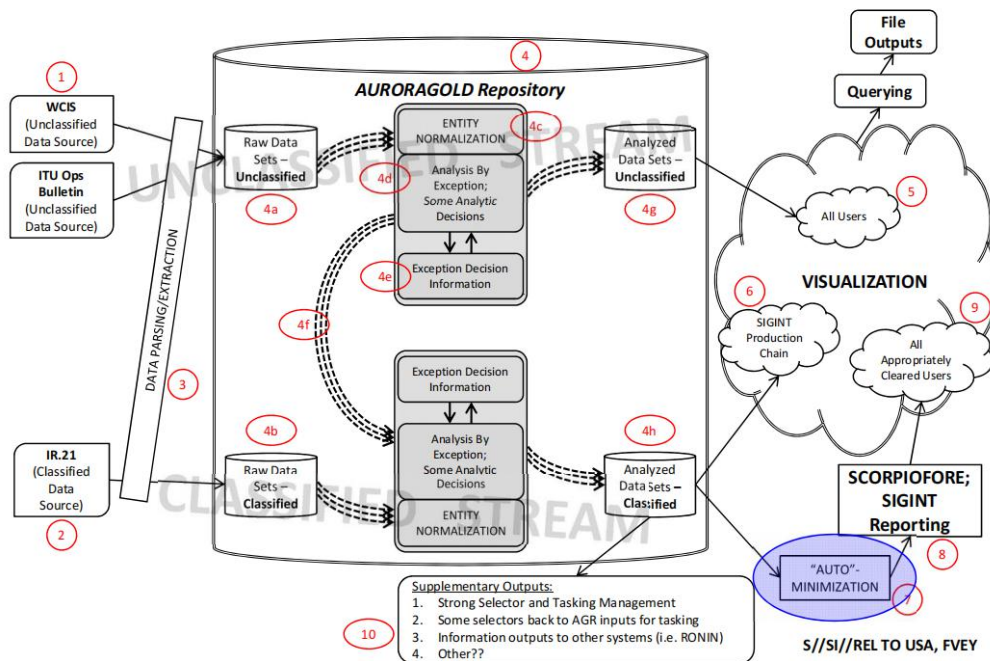 File
Outputs
Querying
4
AURORAGOLD Repository
1
WCIS
(Unclassified
Data Source)
ITU Ops
Bulletin
(Unclassified
Data Source)
DATA PARSING/EXTRACTION
3
IR.21
(Classified
Data
Source)
2
UNCLASSIFIED STREAM
Raw Data
Sets –
Unclassified
4a
ENTITY
NORMALIZATION
4c
4d
Analysis By
Exception;
Some Analytic
Decisions
4e
Exception Decision
Information
4f
Analyzed
Data Sets –
Unclassified
4g
Exception Decision
Information
Analysis By
Exception;
Some Analytic
Decisions
ENTITY
NORMALIZATION
4b
Raw Data
Sets –
Classified
CLASSIFIED STREAM
4h
Analyzed
Data Sets –
Classified
5
All Users
VISUALIZATION
6
SIGINT
Production
Chain
9
All
Appropriately
Cleared Users
SCORPIOFORE;
SIGINT
Reporting
8
"AUTO"-
MINIMIZATION
7
10
Supplementary Outputs:
1. Strong Selector and Tasking Management
2. Some selectors back to AGR inputs for tasking
3. Information outputs to other systems (i.e. RONIN)
4. Other??
S//SI//REL TO USA, FVEY